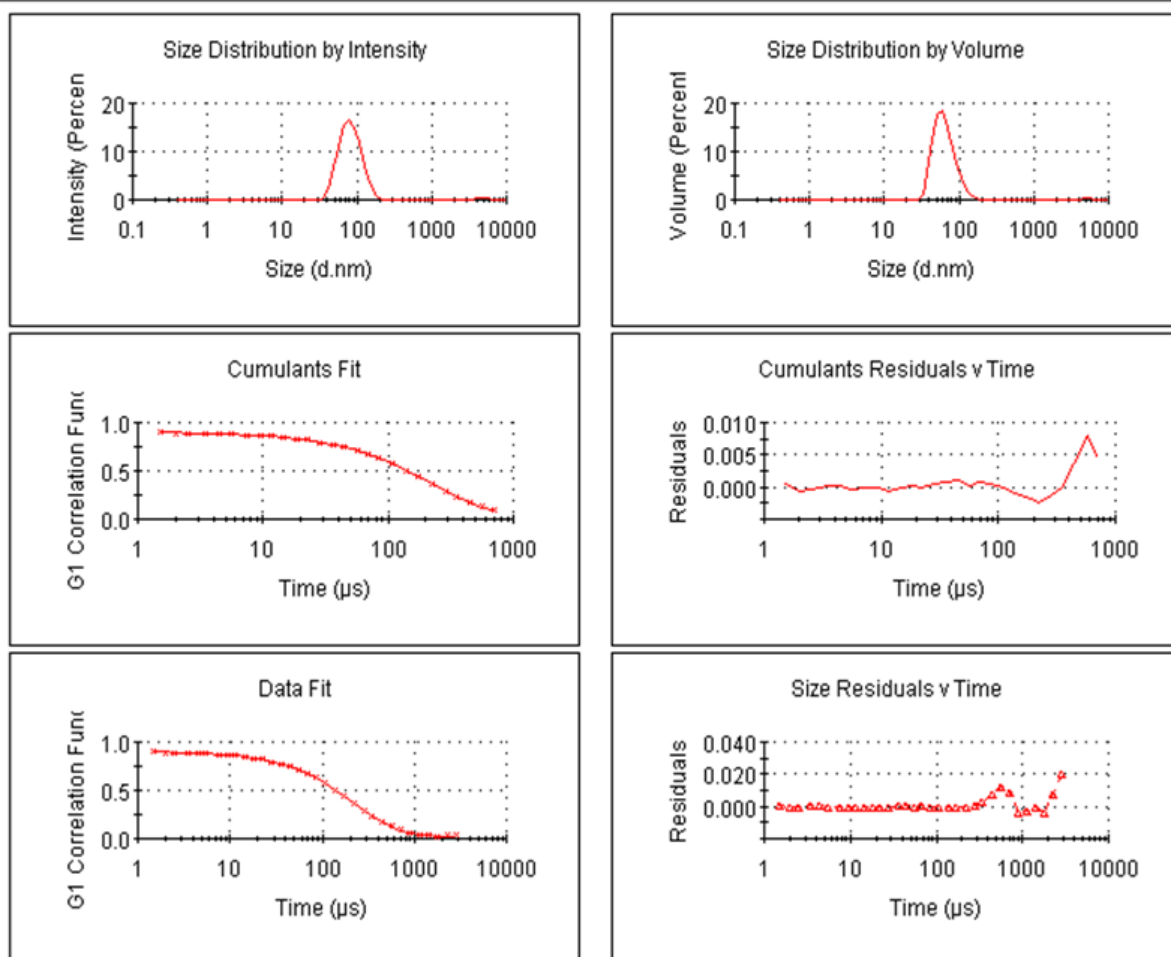 Size Distribution by Intensity
Intensity (Percen
20
10
0
0.1 1 10 100 1000 10000
Size (d.nm)
Size Distribution by Volume
Volume (Percent
20
10
0
0.1 1 10 100 1000 10000
Size (d.nm)
Cumulants Fit
G1 Correlation Func
1.0
0.5
0.0
1 10 100 1000
Time (µs)
Cumulants Residuals v Time
Residuals
0.010
0.005
0.000
1 10 100 1000
Time (µs)
Data Fit
G1 Correlation Func
1.0
0.5
0.0
1 10 100 1000 10000
Time (µs)
Size Residuals v Time
Residuals
0.040
0.020
0.000
1 10 100 1000 10000
Time (µs)